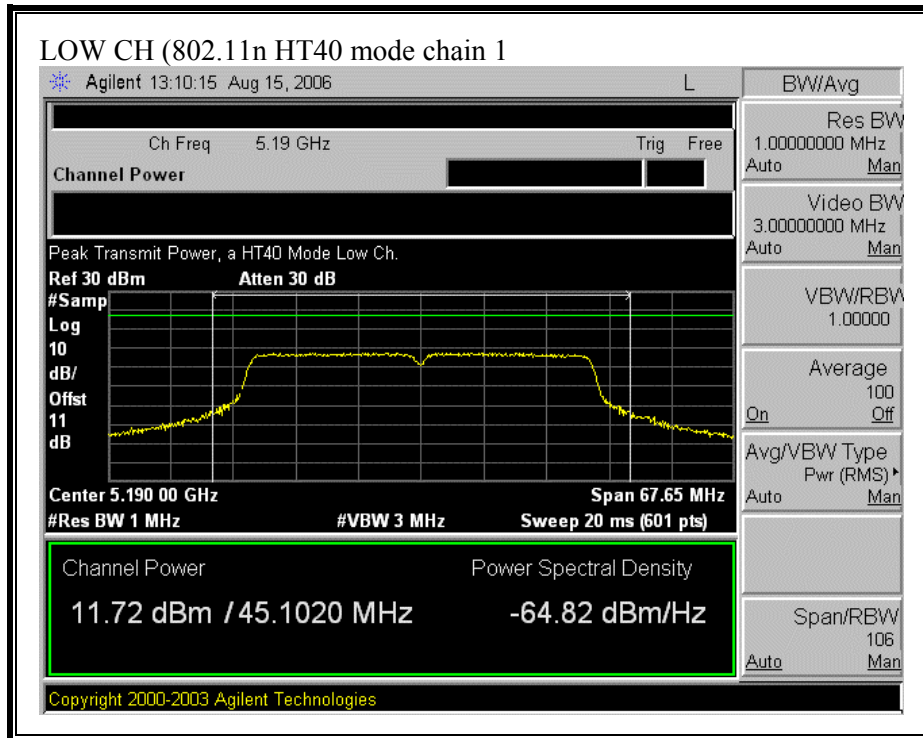 LOW CH (802.11n HT40 mode chain 1
Agilent 13:10:15 Aug 15, 2006 L
Ch Freq 5.19 GHz Trig Free
Channel Power
Peak Transmit Power, a HT40 Mode Low Ch.
Ref 30 dBm Atten 30 dB
#Samp
Log
10
dB/
Offst
11
dB
Center 5.190 00 GHz Span 67.65 MHz
#Res BW 1 MHz #VBW 3 MHz Sweep 20 ms (601 pts)
Channel Power Power Spectral Density
11.72 dBm / 45.1020 MHz -64.82 dBm/Hz
Copyright 2000-2003 Agilent Technologies
BW/Avg
Res BW
1.00000000 MHz
Auto Man
Video BW
3.00000000 MHz
Auto Man
VBW/RBW
1.00000
Average
100
On Off
Avg/VBW Type
Pwr (RMS)
Auto Man
Span/RBW
106
Auto Man